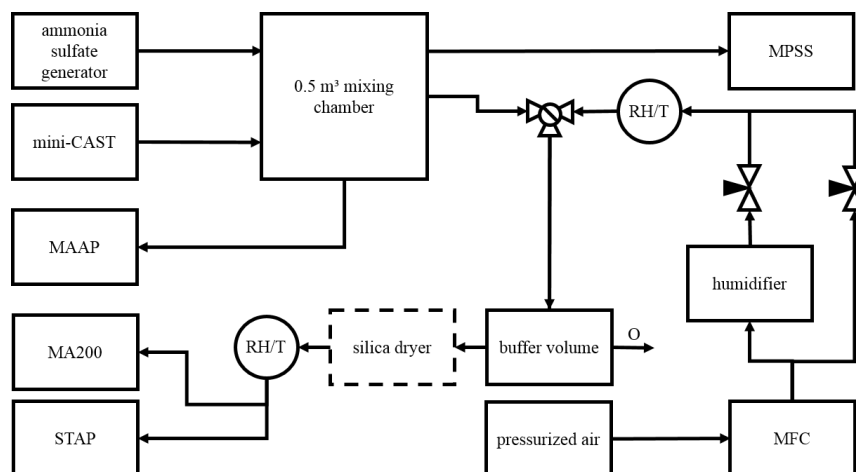 ammonia
sulfate
generator
0.5 m³ mixing
chamber
MPSS
mini-CAST
RH/T
MAAP
humidifier
MA200
RH/T
silica dryer
buffer volume
O
STAP
pressurized air
MFC